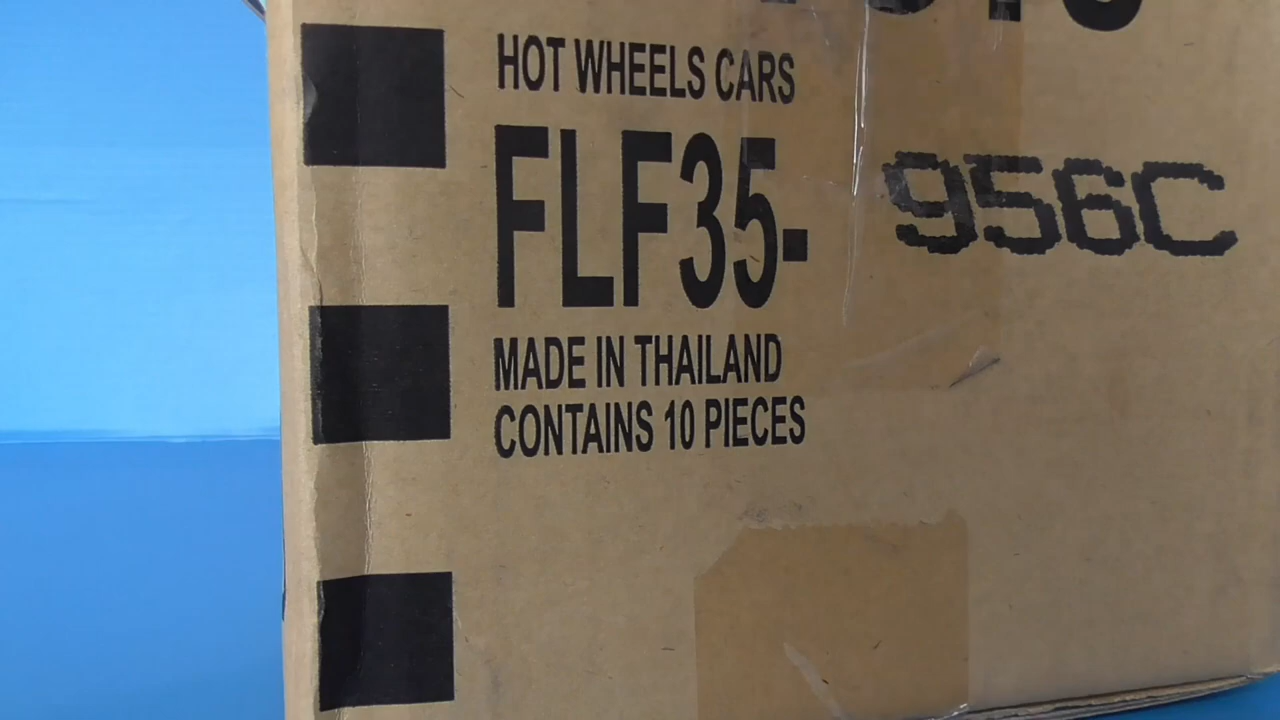 HOT WHEELS CARS
FLF35-
956C
MADE IN THAILAND
CONTAINS 10 PIECES